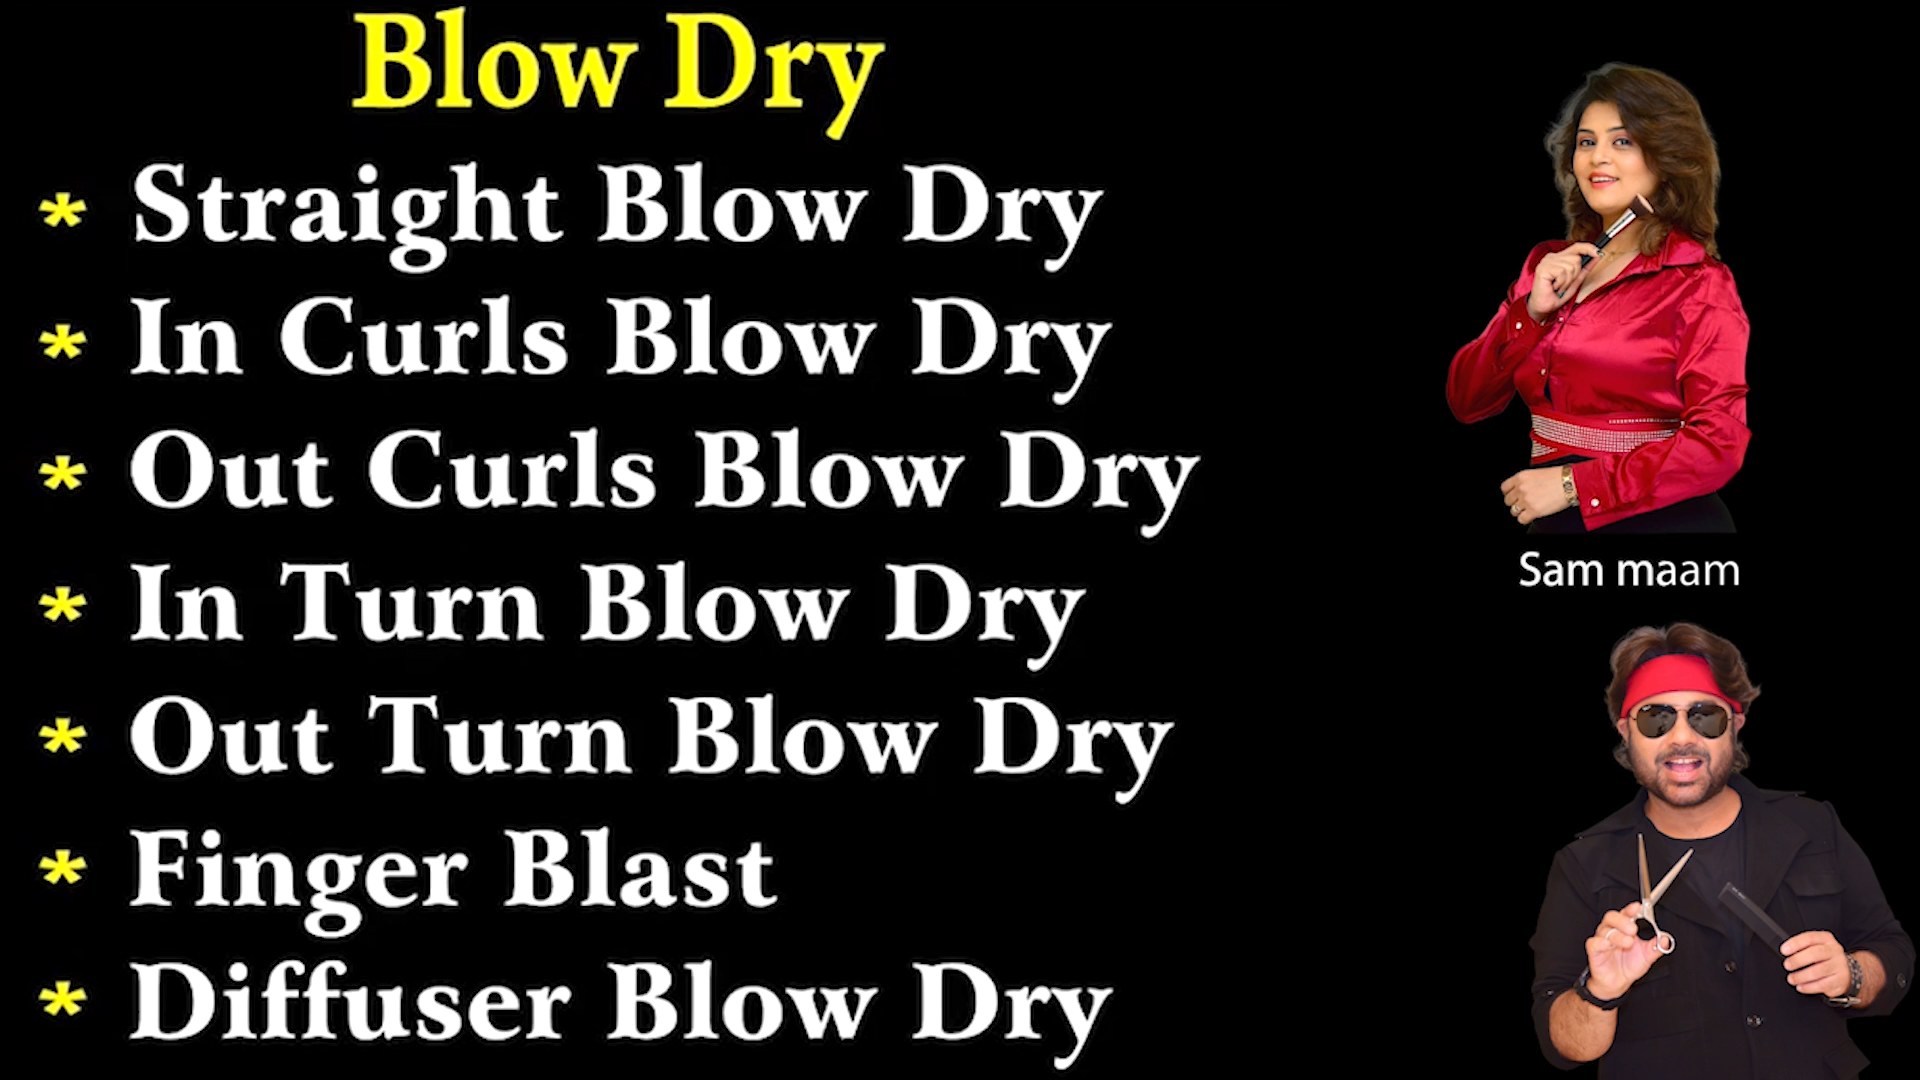 Blow Dry
* Straight Blow Dry
* In Curls Blow Dry
* Out Curls Blow Dry
* In Turn Blow Dry
* Out Turn Blow Dry
* Finger Blast
* Diffuser Blow Dry
Sam maam